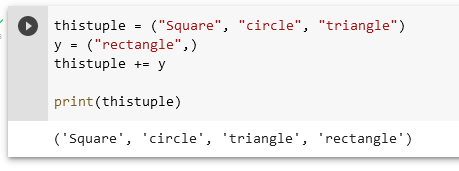 thistuple = ("Square", "circle", "triangle")
y = ("rectangle",)
thistuple += y
print(thistuple)
('Square', 'circle', 'triangle', 'rectangle')